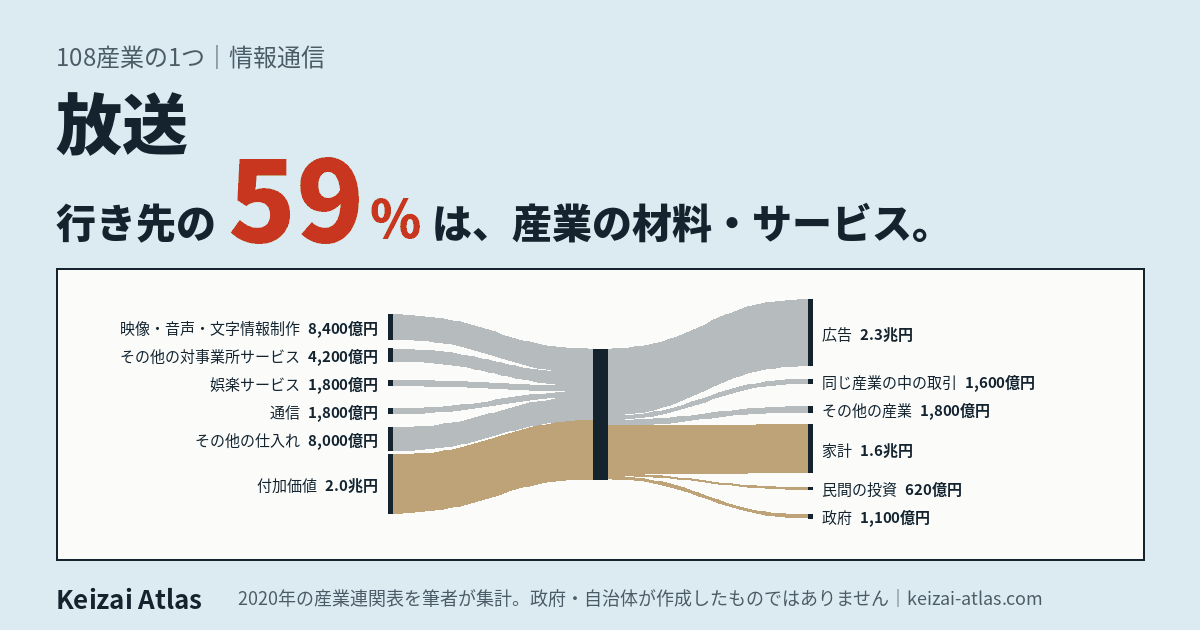 108産業の1つ｜情報通信
放送
行き先の 59% は、産業の材料・サービス。
映像・音声・文字情報制作 8,400億円
その他の対事業所サービス 4,200億円
娯楽サービス 1,800億円
通信 1,800億円
その他の仕入れ 8,000億円
付加価値 2.0兆円
広告 2.3兆円
同じ産業の中の取引 1,600億円
その他の産業 1,800億円
家計 1.6兆円
民間の投資 620億円
政府 1,100億円
Keizai Atlas
2020年の産業連関表を筆者が集計。政府・自治体が作成したものではありません｜keizai-atlas.com